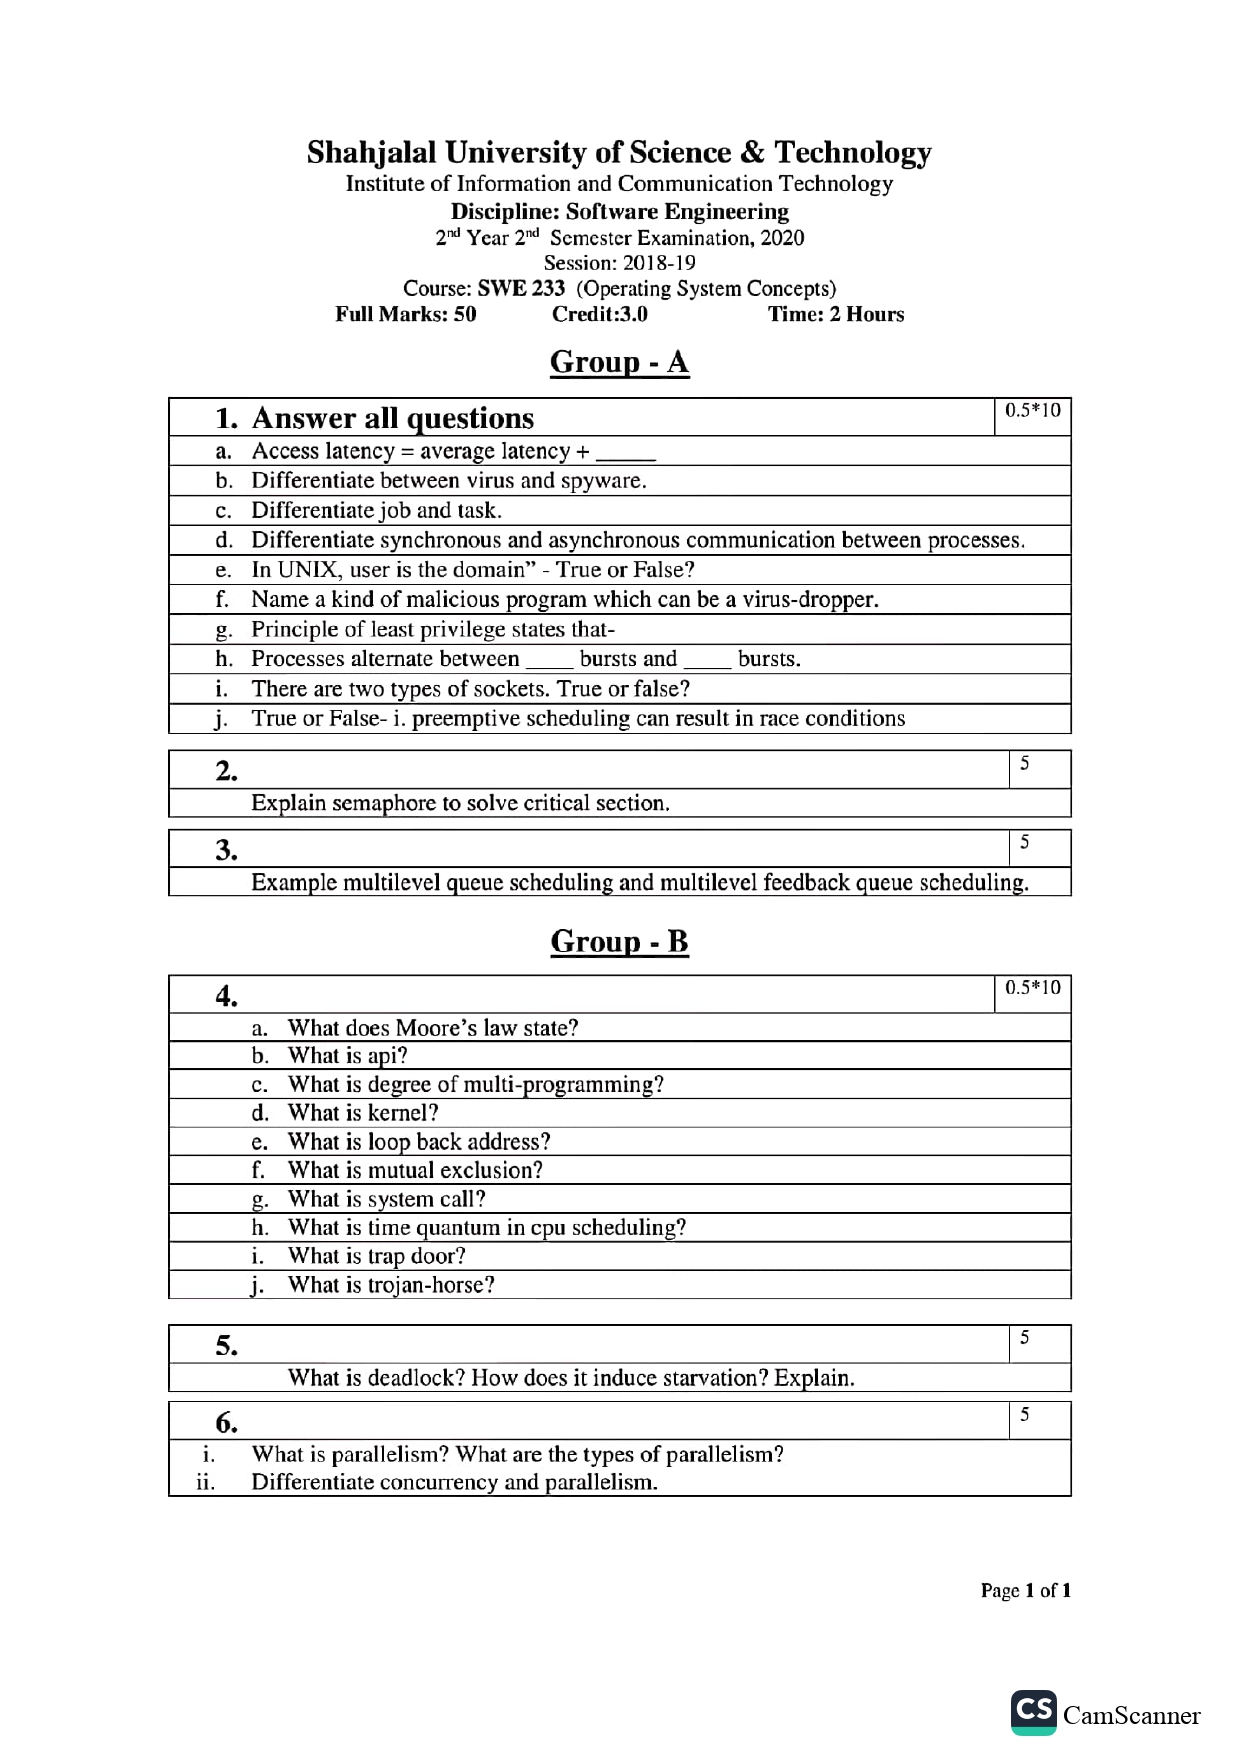 Shahjalal University of Science & Technology
Institute of Information and Communication Technology
Discipline: Software Engineering
2nd Year 2nd Semester Examination, 2020
Session: 2018-19
Course: SWE 233 (Operating System Concepts)
Full Marks: 50 Credit:3.0 Time: 2 Hours
Group - A
1. Answer all questions 0.5*10
a. Access latency = average latency + _____
b. Differentiate between virus and spyware.
c. Differentiate job and task.
d. Differentiate synchronous and asynchronous communication between processes.
e. In UNIX, user is the domain” - True or False?
f. Name a kind of malicious program which can be a virus-dropper.
g. Principle of least privilege states that-
h. Processes alternate between ____ bursts and ____ bursts.
i. There are two types of sockets. True or false?
j. True or False- i. preemptive scheduling can result in race conditions
2. 5
Explain semaphore to solve critical section.
3. 5
Example multilevel queue scheduling and multilevel feedback queue scheduling.
Group - B
4. 0.5*10
a. What does Moore’s law state?
b. What is api?
c. What is degree of multi-programming?
d. What is kernel?
e. What is loop back address?
f. What is mutual exclusion?
g. What is system call?
h. What is time quantum in cpu scheduling?
i. What is trap door?
j. What is trojan-horse?
5. 5
What is deadlock? How does it induce starvation? Explain.
6. 5
i. What is parallelism? What are the types of parallelism?
ii. Differentiate concurrency and parallelism.
Page 1 of 1
CS CamScanner